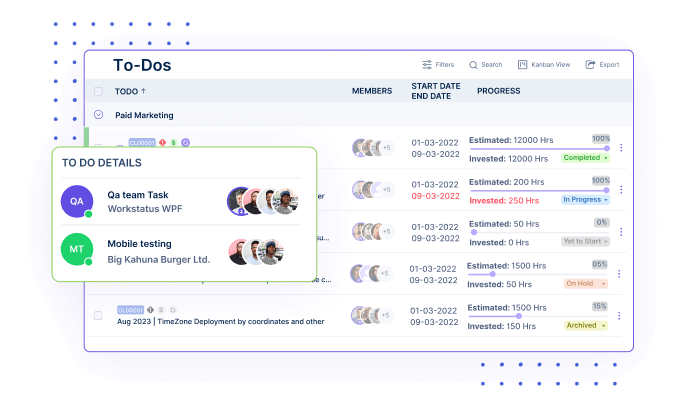 To-Dos
Filters
Search
Kanban View
Export
TODO ↑
MEMBERS
START DATE
END DATE
PROGRESS
Paid Marketing
CL00001
$
+5
01-03-2022
09-03-2022
Estimated: 12000 Hrs
100%
Invested: 12000 Hrs
Completed
TO DO DETAILS
QA
Qa team Task
Workstatus WPF
MT
Mobile testing
Big Kahuna Burger Ltd.
+5
01-03-2022
09-03-2022
Estimated: 200 Hrs
100%
Invested: 250 Hrs
In Progress
su...
+5
01-03-2022
09-03-2022
Estimated: 50 Hrs
0%
Invested: 0 Hrs
Yet to Start
e c...
+5
01-03-2022
09-03-2022
Estimated: 1500 Hrs
05%
Invested: 50 Hrs
On Hold
CL00001
Aug 2023 | TimeZone Deployment by coordinates and other
+5
01-03-2022
09-03-2022
Estimated: 1500 Hrs
15%
Invested: 150 Hrs
Archived